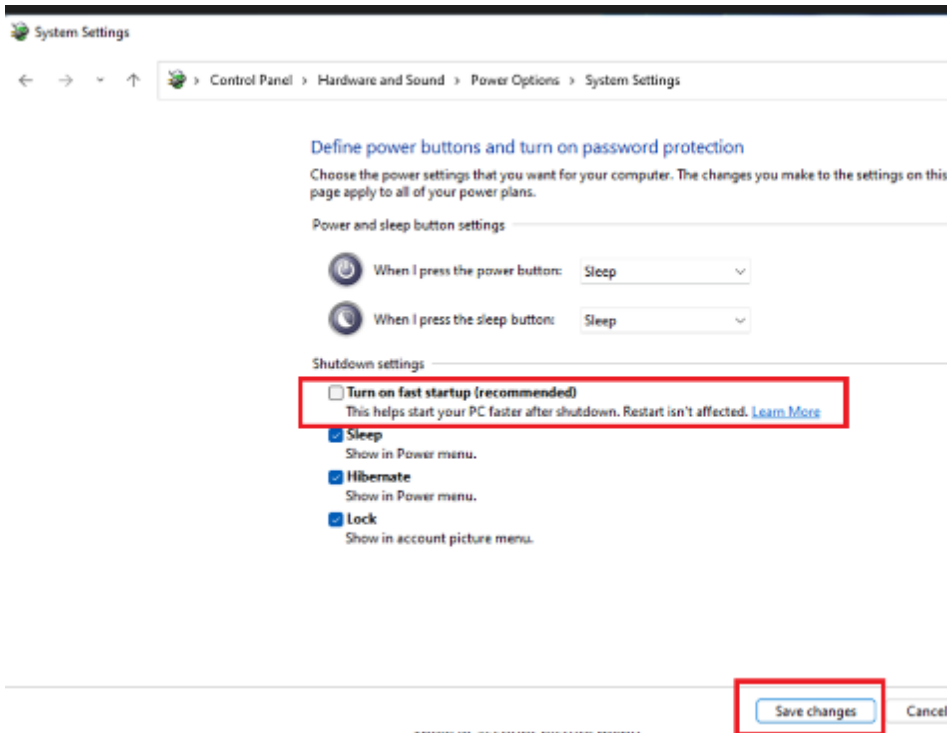 System Settings
Control Panel > Hardware and Sound > Power Options > System Settings
Define power buttons and turn on password protection
Choose the power settings that you want for your computer. The changes you make to the settings on this
page apply to all of your power plans.
Power and sleep button settings
When I press the power button: Sleep
When I press the sleep button: Sleep
Shutdown settings
Turn on fast startup (recommended)
This helps start your PC faster after shutdown. Restart isn't affected. Learn More
Sleep
Show in Power menu.
Hibernate
Show in Power menu.
Lock
Show in account picture menu.
Save changes Cancel